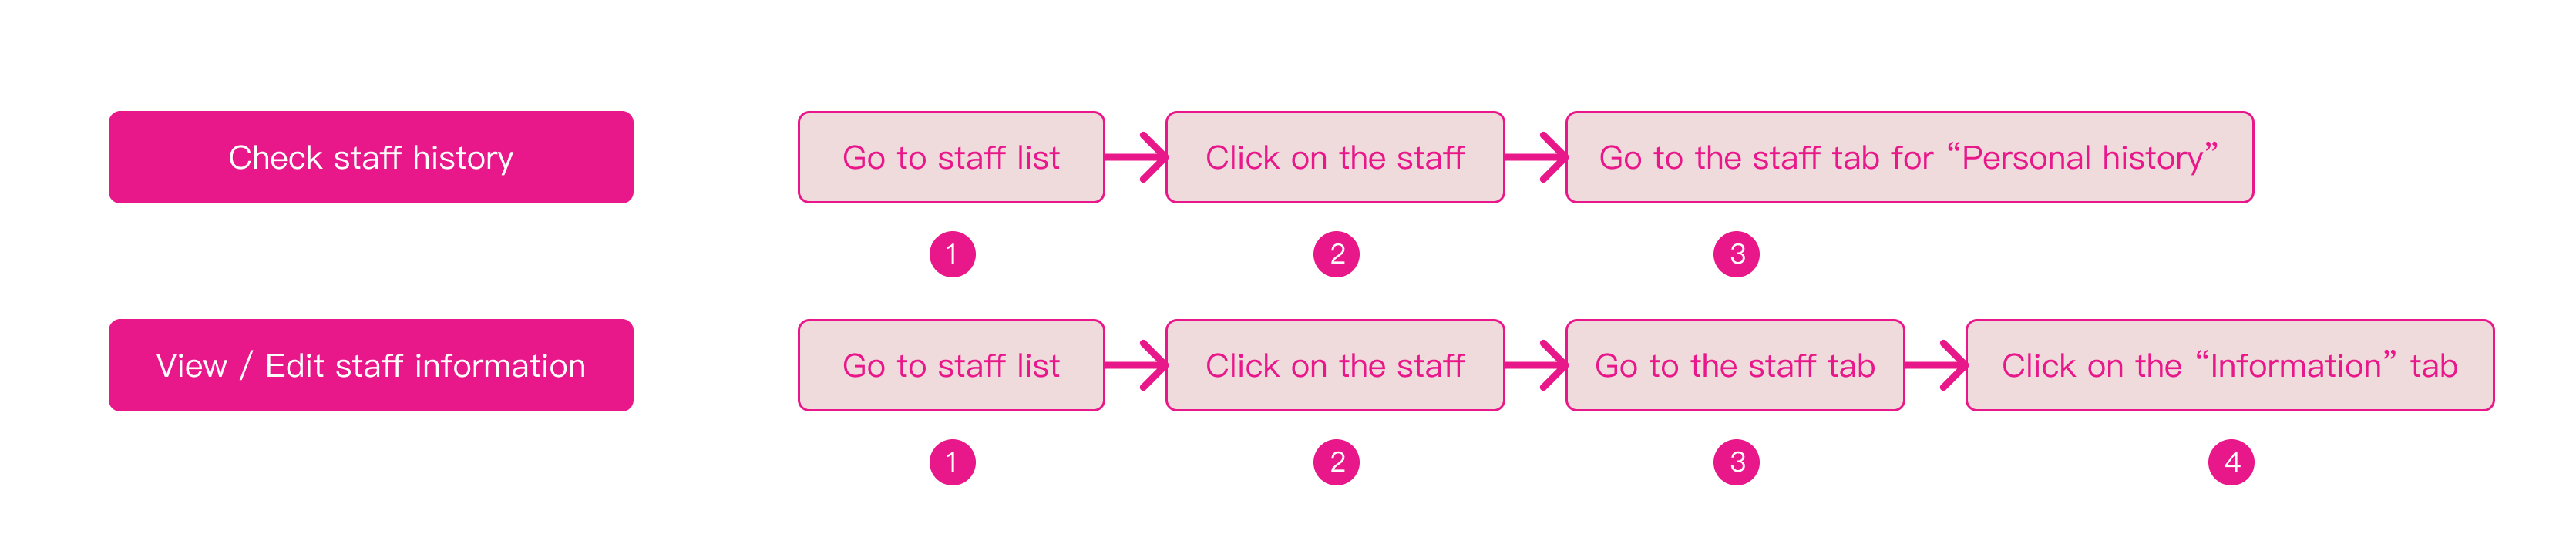 Check staff history
Go to staff list
Click on the staff
Go to the staff tab for “Personal history”
1
2
3
View / Edit staff information
Go to staff list
Click on the staff
Go to the staff tab
Click on the “Information” tab
1
2
3
4